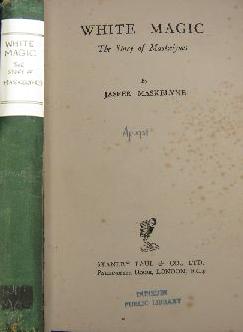 WHITE
MAGIC
THE
STORY OF
MASKELYNES
WHITE MAGIC
The Story of Maskelynes
By
JASPER MASKELYNE
STANLEY PAUL & CO., LTD.
PATERNOSTER HOUSE, LONDON, E.C.4
DUNEDIN
PUBLIC LIBRARY